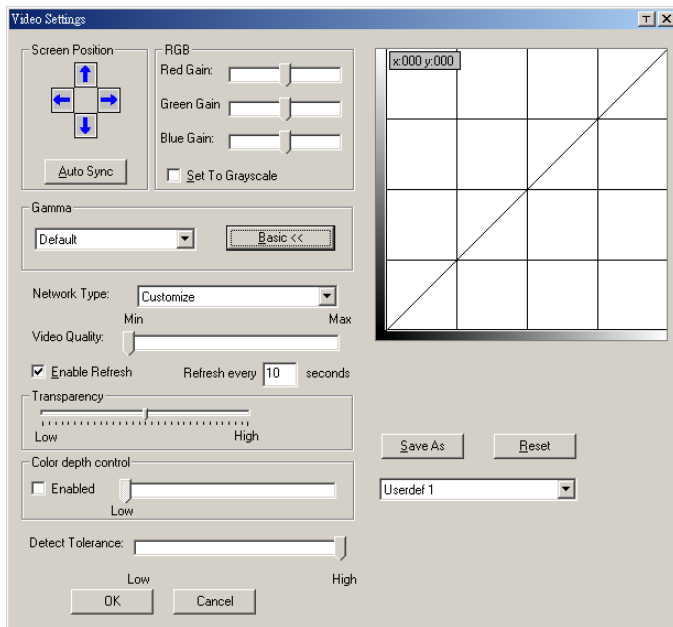 Video Settings
Screen Position
Auto Sync
RGB
Red Gain:
Green Gain
Blue Gain:
Set To Grayscale
x:000 y:000
Gamma
Default
Basic <<
Network Type:
Customize
Min
Max
Video Quality:
Enable Refresh
Refresh every 10 seconds
Transparency
Low
High
Color depth control
Enabled
Low
Detect Tolerance:
Low
High
OK
Cancel
Save As
Reset
Userdef 1